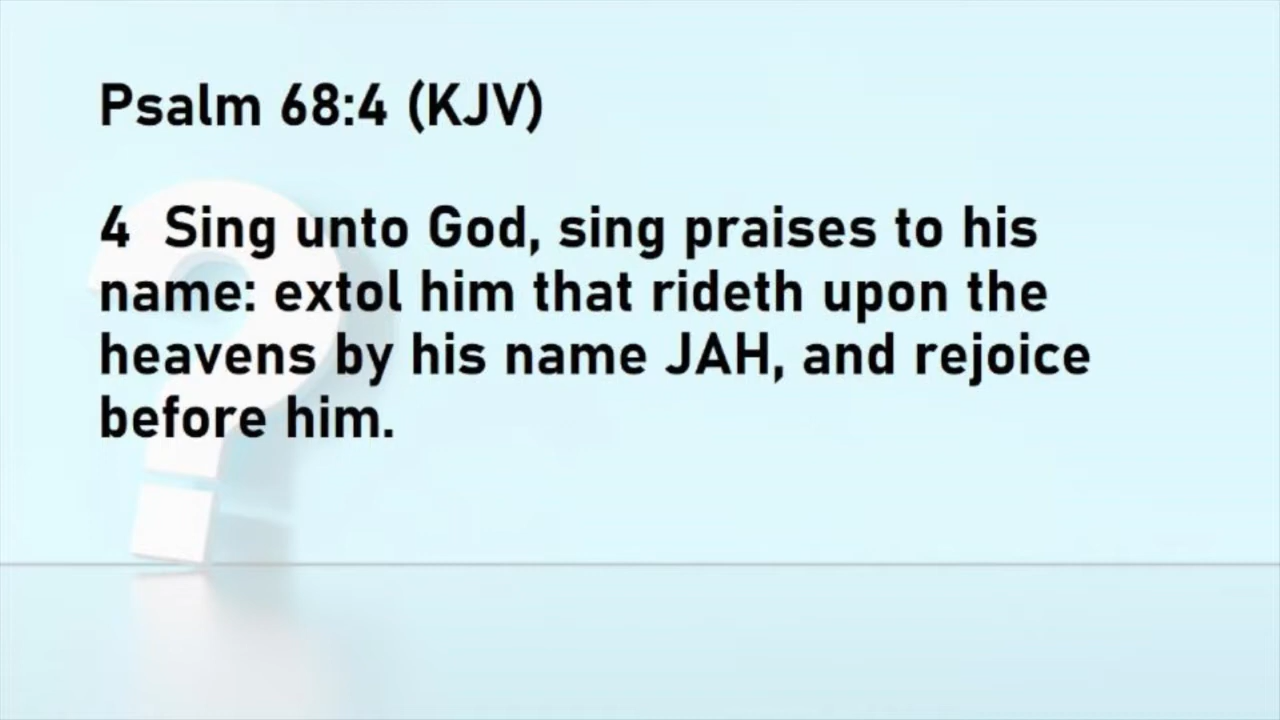 Psalm 68:4 (KJV)
4 Sing unto God, sing praises to his
name: extol him that rideth upon the
heavens by his name JAH, and rejoice
before him.